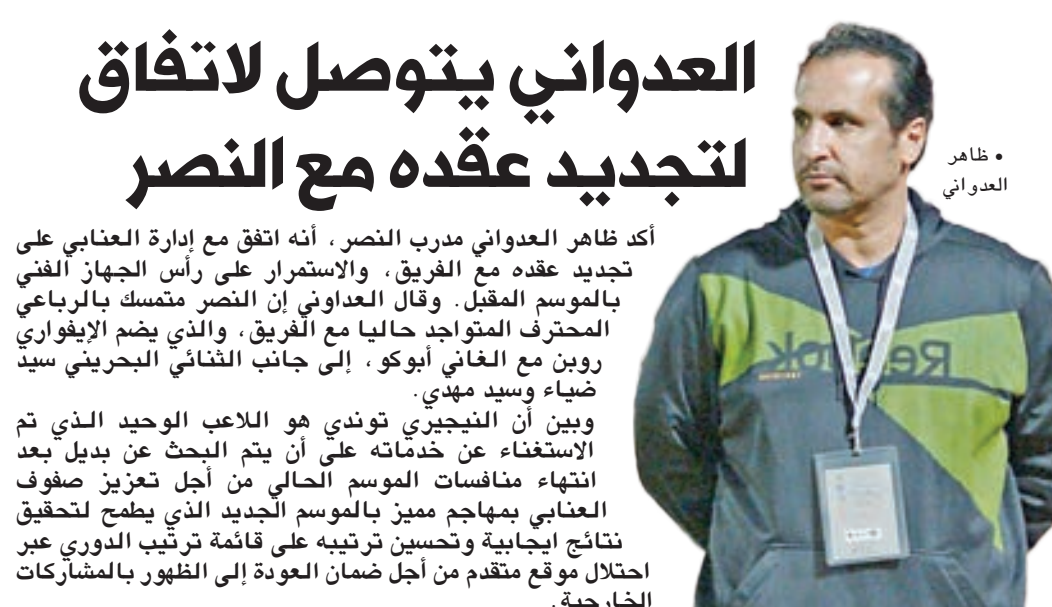 العدواني يتوصل لاتفاق
لتجديد عقده مع النصر
• ظاهر
العدواني
أكد ظاهر العدواني مدرب النصر، أنه اتفق مع إدارة العنابي على
تجديد عقده مع الفريق، والاستمرار على رأس الجهاز الفني
بالموسم المقبل. وقال العداوني إن النصر متمسك بالرباعي
المحترف المتواجد حاليا مع الفريق، والذي يضم الإيفواري
روبن مع الغاني أبوكو، إلى جانب الثنائي البحريني سيد
ضياء وسيد مهدي.
وبين أن النيجيري توندي هو اللاعب الوحيد الذي تم
الاستغناء عن خدماته على أن يتم البحث عن بديل بعد
انتهاء منافسات الموسم الحالي من أجل تعزيز صفوف
العنابي بمهاجم مميز بالموسم الجديد الذي يطمح لتحقيق
نتائج ايجابية وتحسين ترتيبه على قائمة ترتيب الدوري عبر
احتلال موقع متقدم من أجل ضمان العودة إلى الظهور بالمشاركات
الخارجية.
Reebok